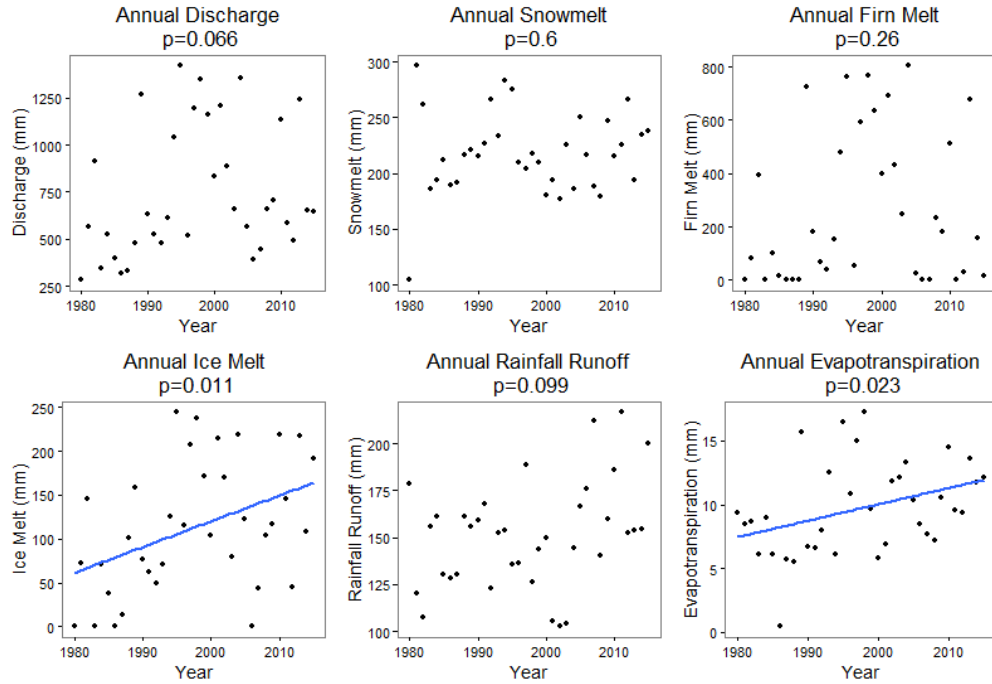 Annual Discharge
p=0.066
Discharge (mm)
1250
1000
750
500
250
1980 1990 2000 2010
Year
Annual Snowmelt
p=0.6
Snowmelt (mm)
300
250
200
150
100
1980 1990 2000 2010
Year
Annual Firn Melt
p=0.26
Firn Melt (mm)
800
600
400
200
0
1980 1990 2000 2010
Year
Annual Ice Melt
p=0.011
Ice Melt (mm)
250
200
150
100
50
0
1980 1990 2000 2010
Year
Annual Rainfall Runoff
p=0.099
Rainfall Runoff (mm)
200
175
150
125
100
1980 1990 2000 2010
Year
Annual Evapotranspiration
p=0.023
Evapotranspiration (mm)
15
10
5
0
1980 1990 2000 2010
Year